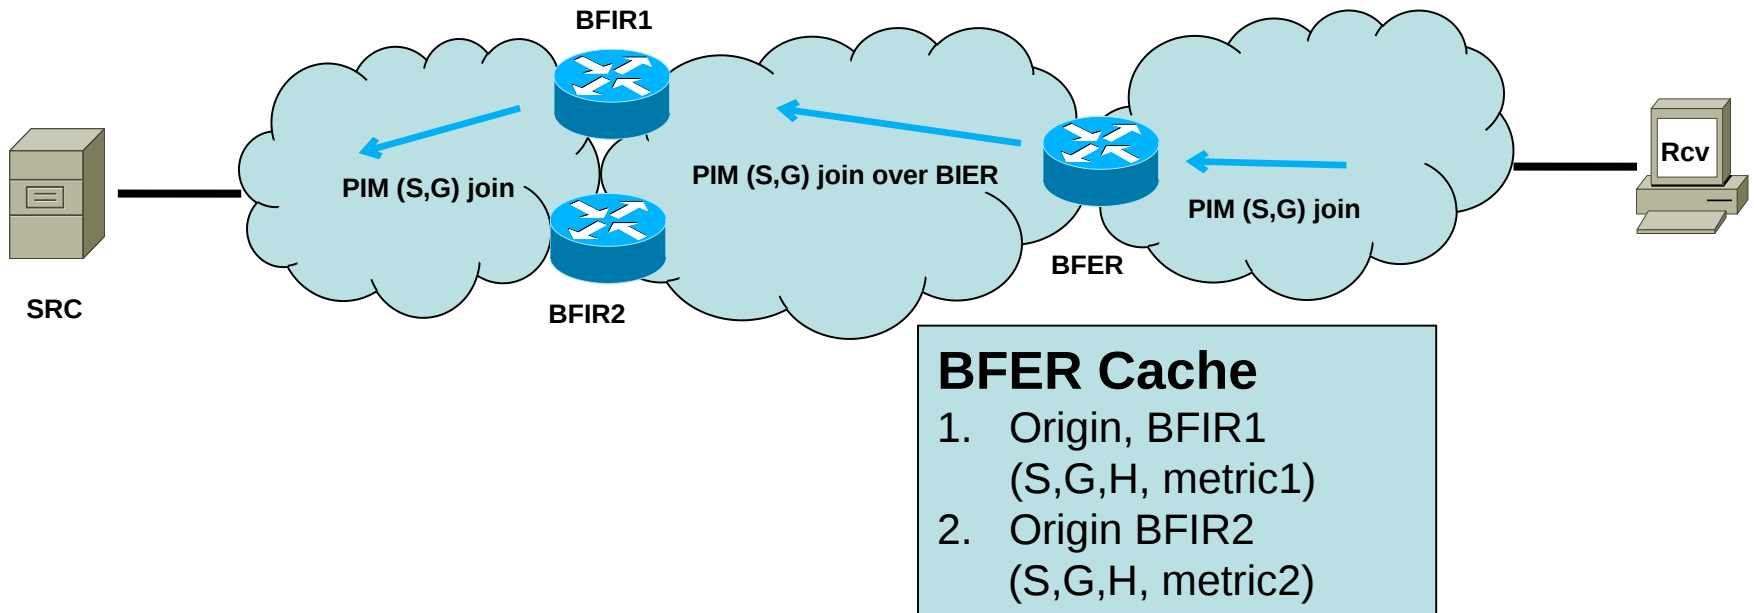 BFIR1
PIM (S,G) join
PIM (S,G) join over BIER
PIM (S,G) join
Rcv
BFER
SRC
BFIR2
BFER Cache
1. Origin, BFIR1
(S,G,H, metric1)
2. Origin BFIR2
(S,G,H, metric2)